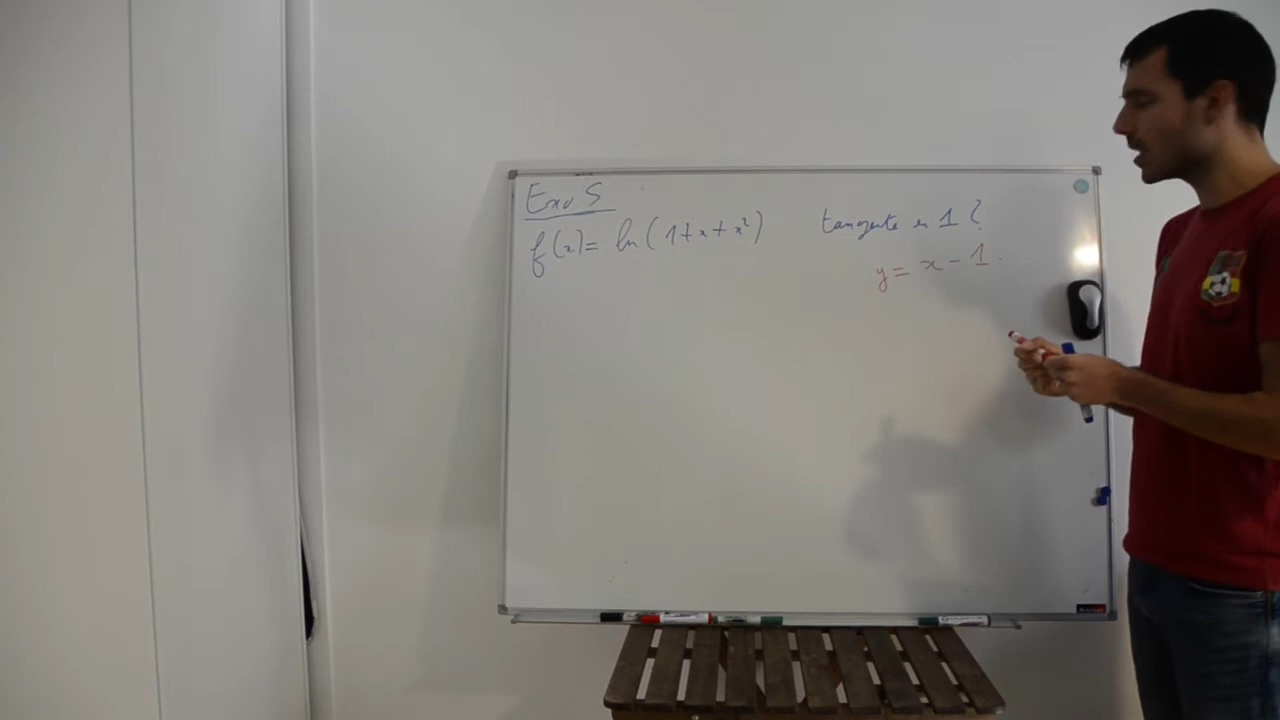 Exo 5
f(x) = ln(1+x+x²)
tangente en 1 ?
y = x - 1.